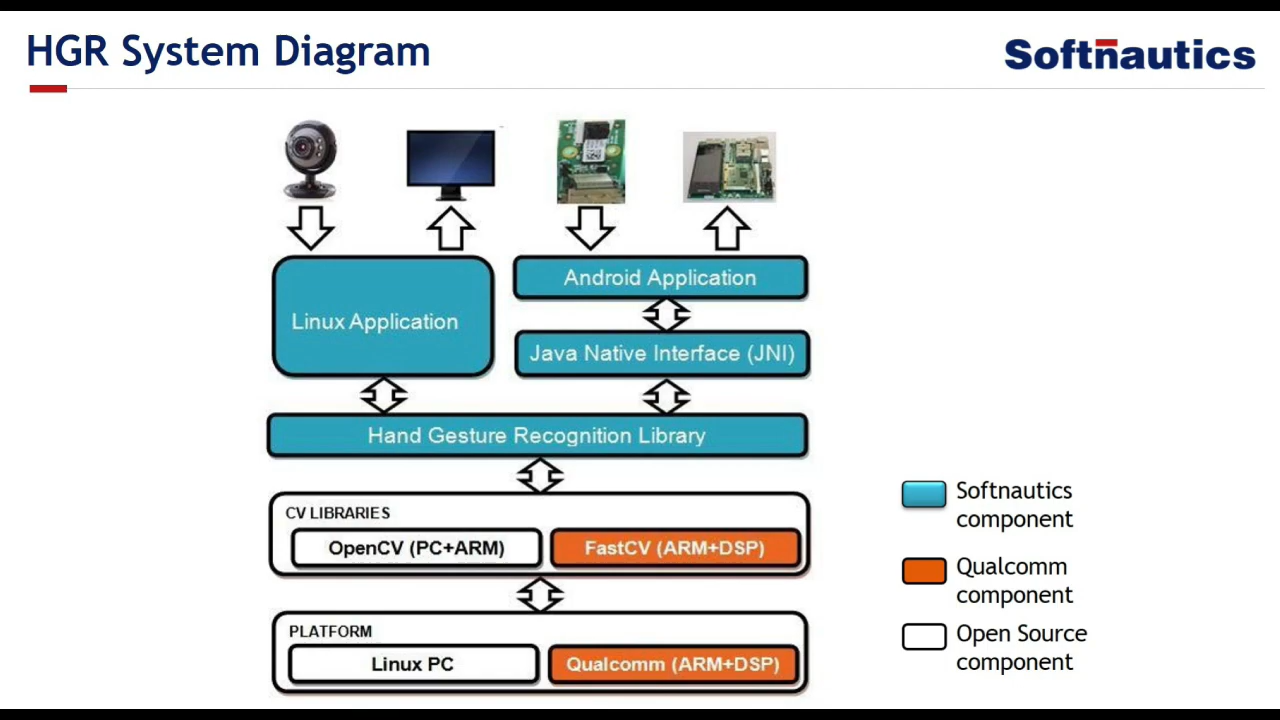 HGR System Diagram
Softnautics
Android Application
Linux Application
Java Native Interface (JNI)
Hand Gesture Recognition Library
CV LIBRARIES
OpenCV (PC+ARM)
FastCV (ARM+DSP)
PLATFORM
Linux PC
Qualcomm (ARM+DSP)
Softnautics
component
Qualcomm
component
Open Source
component